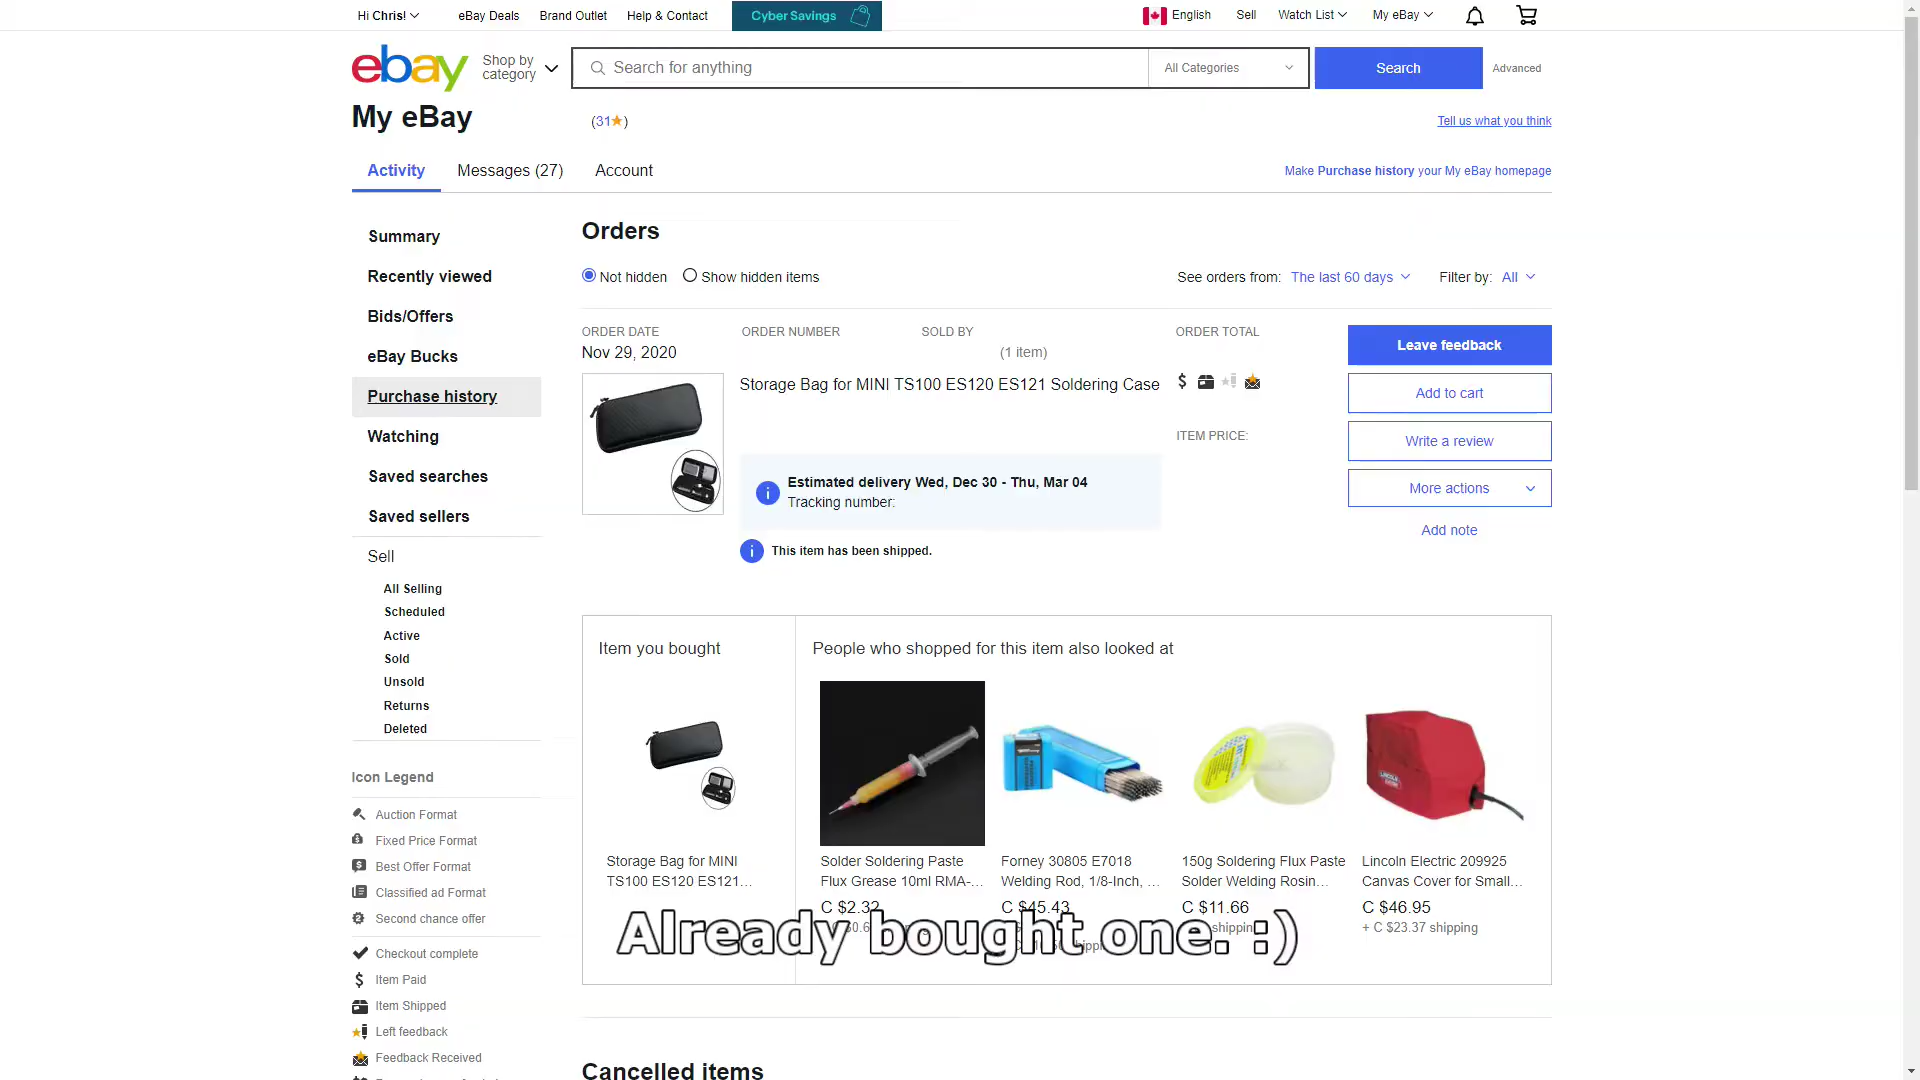 Hi Chris!
eBay Deals
Brand Outlet
Help & Contact
Cyber Savings
English
Sell
Watch List
My eBay
ebay
Shop by
category
Search for anything
All Categories
Search
Advanced
My eBay
(31)
Tell us what you think
Activity
Messages (27)
Account
Make Purchase history your My eBay homepage
Summary
Recently viewed
Bids/Offers
eBay Bucks
Purchase history
Watching
Saved searches
Saved sellers
Sell
All Selling
Scheduled
Active
Sold
Unsold
Returns
Deleted
Icon Legend
Auction Format
Fixed Price Format
Best Offer Format
Classified ad Format
Second chance offer
Checkout complete
Item Paid
Item Shipped
Left feedback
Feedback Received
Orders
Not hidden
Show hidden items
See orders from: The last 60 days
Filter by: All
ORDER DATE
Nov 29, 2020
ORDER NUMBER
SOLD BY
(1 item)
ORDER TOTAL
Storage Bag for MINI TS100 ES120 ES121 Soldering Case
ITEM PRICE:
Estimated delivery Wed, Dec 30 - Thu, Mar 04
Tracking number:
This item has been shipped.
Leave feedback
Add to cart
Write a review
More actions
Add note
Item you bought
Storage Bag for MINI
TS100 ES120 ES121...
People who shopped for this item also looked at
Solder Soldering Paste
Flux Grease 10ml RMA-...
C $2.32
Forney 30805 E7018
Welding Rod, 1/8-Inch, ...
C $45.43
150g Soldering Flux Paste
Solder Welding Rosin...
C $11.66
Lincoln Electric 209925
Canvas Cover for Small...
C $46.95
+ C $23.37 shipping
Already bought one. :)
Cancelled items